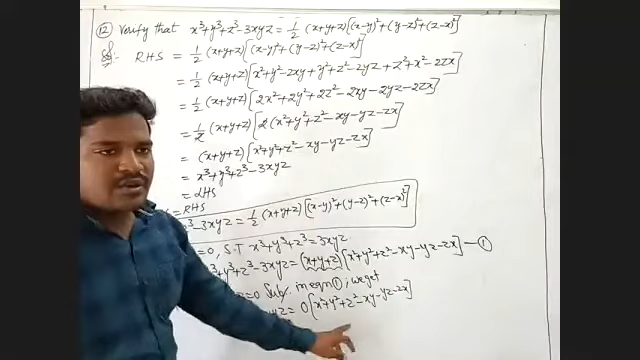 (12) Verify that x³+y³+z³-3xyz = 1/2 (x+y+z)[(x-y)²+(y-z)²+(z-x)²]
Sol:- RHS = 1/2 (x+y+z)[(x-y)²+(y-z)²+(z-x)²]
= 1/2 (x+y+z)[x²+y²-2xy+y²+z²-2yz+z²+x²-2zx]
= 1/2 (x+y+z)[2x²+2y²+2z²-2xy-2yz-2zx]
= 1/2 (x+y+z)[2(x²+y²+z²-xy-yz-zx]
= (x+y+z)[x²+y²+z²-xy-yz-zx]
= x³+y³+z³-3xyz
= LHS
= RHS
³-3xyz = 1/2 (x+y+z)[(x-y)²+(y-z)²+(z-x)²]
=0, S.T x³+y³+z³=3xyz
³+y³+z³-3xyz = (x+y+z)[x²+y²+z²-xy-yz-zx] —(1)
=0 Sub. in eqn(1), we get
xyz = 0[x²+y²+z²-xy-yz-zx]